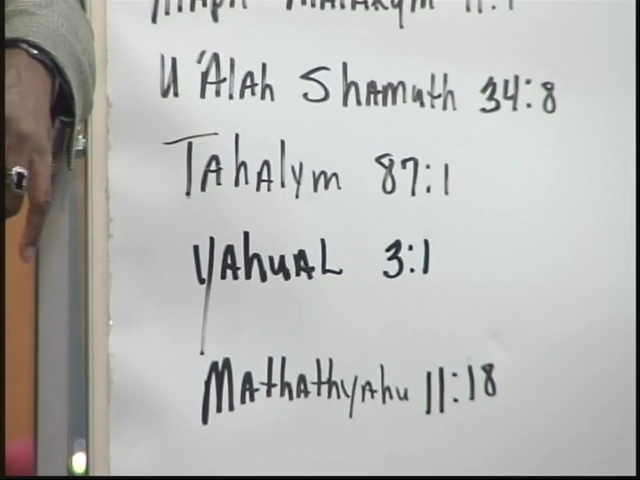 U 'Alah Shamuth 34:8
Tahalym 87:1
Yahual 3:1
Mathathyahu 11:18